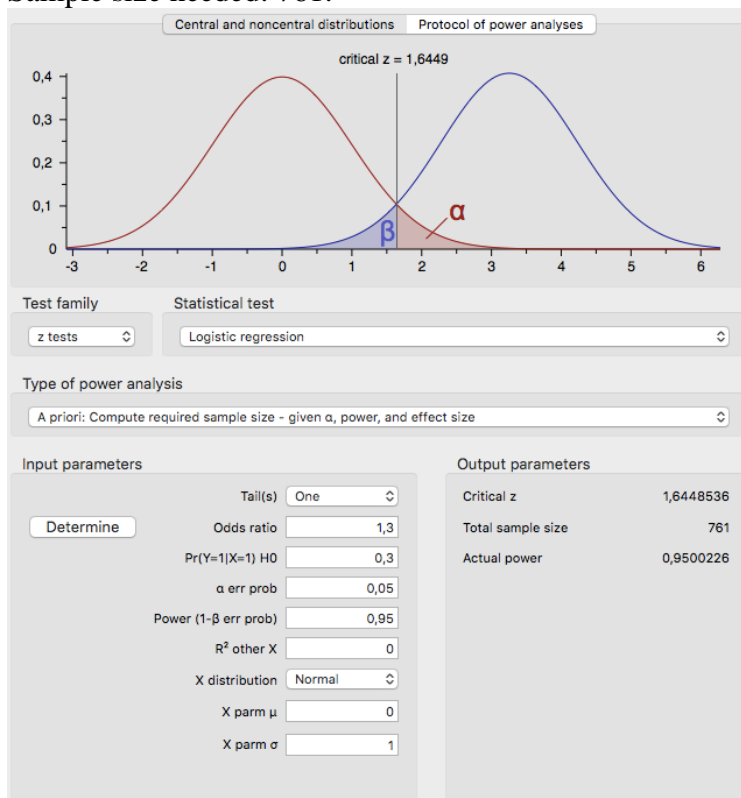 Central and noncentral distributions Protocol of power analyses
critical z = 1,6449
0,4
0,3
0,2
0,1
0
β α
-3 -2 -1 0 1 2 3 4 5 6
Test family Statistical test
z tests Logistic regression
Type of power analysis
A priori: Compute required sample size - given α, power, and effect size
Input parameters Output parameters
Tail(s) One Critical z 1,6448536
Determine Odds ratio 1,3 Total sample size 761
Pr(Y=1|X=1) H0 0,3 Actual power 0,9500226
α err prob 0,05
Power (1-β err prob) 0,95
R² other X 0
X distribution Normal
X parm μ 0
X parm σ 1